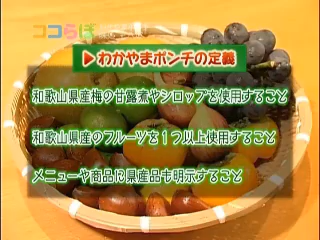 ココらぼ
▶わかやまポンチの定義
和歌山県産梅の甘露煮やシロップを使用すること
和歌山県産のフルーツを1つ以上使用すること
メニューや商品に県産品も明示すること